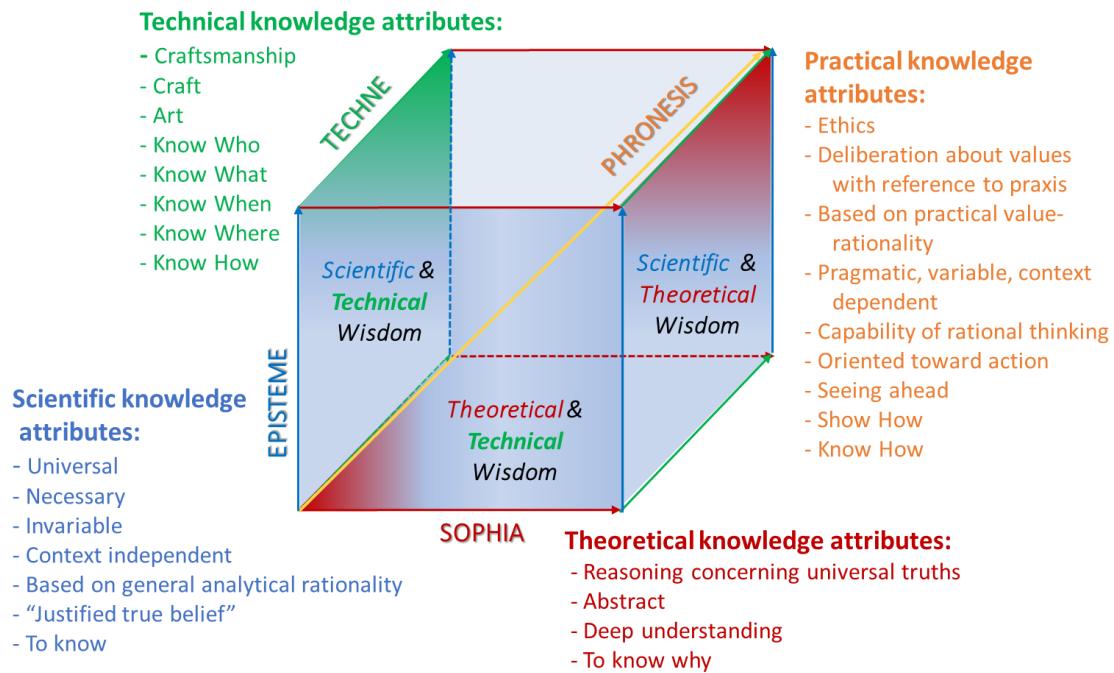 Technical knowledge attributes:
- Craftsmanship
- Craft
- Art
- Know Who
- Know What
- Know When
- Know Where
- Know How
TECHNE
PHRONESIS
Practical knowledge
attributes:
- Ethics
- Deliberation about values
with reference to praxis
- Based on practical value-
rationality
- Pragmatic, variable, context
dependent
- Capability of rational thinking
- Oriented toward action
- Seeing ahead
- Show How
- Know How
Scientific &
Technical
Wisdom
Scientific &
Theoretical
Wisdom
EPISTEME
Theoretical &
Technical
Wisdom
SOPHIA
Scientific knowledge
attributes:
- Universal
- Necessary
- Invariable
- Context independent
- Based on general analytical rationality
- “Justified true belief”
- To know
Theoretical knowledge attributes:
- Reasoning concerning universal truths
- Abstract
- Deep understanding
- To know why